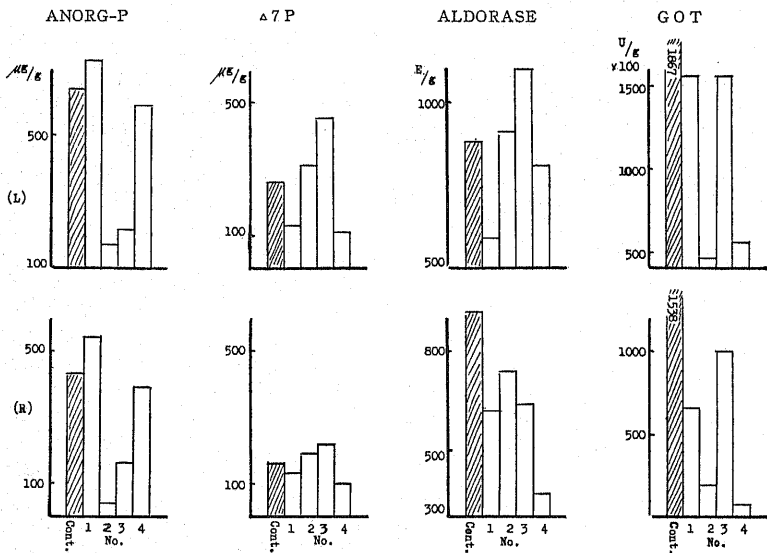 ANORG-P
Δ7P
ALDORASE
GOT
μg/g
500
(L)
100
μg/g
500
100
E/g
1000
500
U/g
×100
1867
1500
1000
500
500
(R)
100
Cont. 1 2 3 4
No.
500
100
Cont. 1 2 3 4
No.
800
500
300
Cont. 1 2 3 4
No.
1538
1000
500
Cont. 1 2 3 4
No.